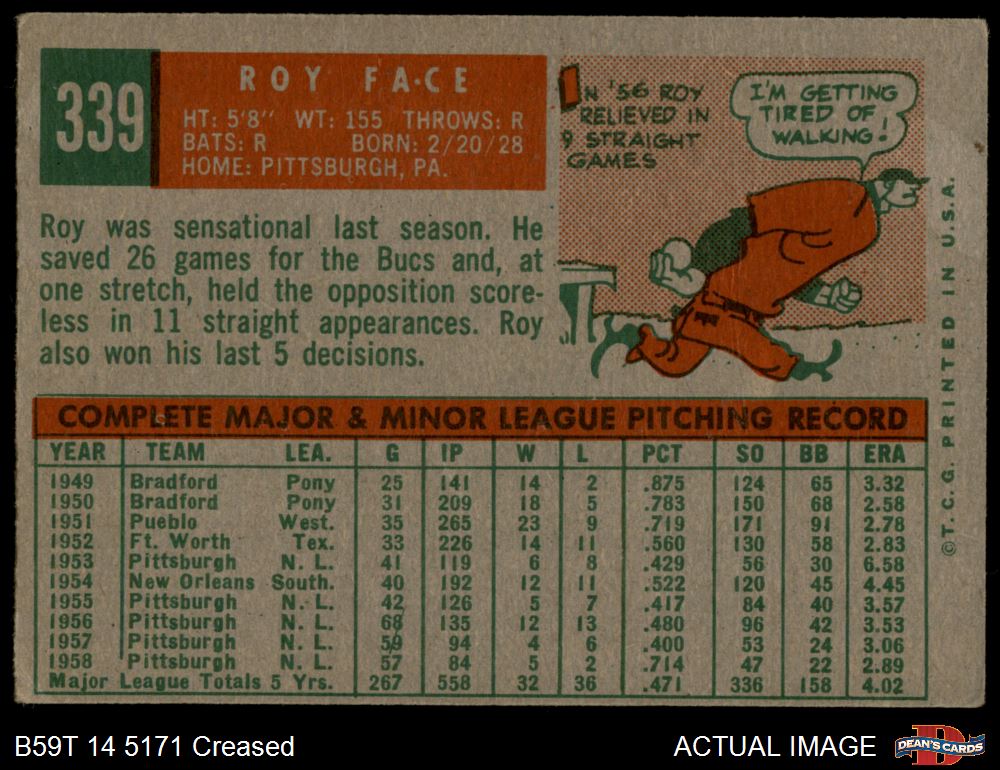 339
ROY FACE
HT: 5'8" WT: 155 THROWS: R
BATS: R BORN: 2/20/28
HOME: PITTSBURGH, PA.
IN '56 ROY
RELIEVED IN
9 STRAIGHT
GAMES
I'M GETTING
TIRED OF
WALKING!
Roy was sensational last season. He
saved 26 games for the Bucs and, at
one stretch, held the opposition score-
less in 11 straight appearances. Roy
also won his last 5 decisions.
COMPLETE MAJOR & MINOR LEAGUE PITCHING RECORD
YEAR TEAM LEA. G IP W L PCT SO BB ERA
1949 Bradford Pony 25 141 14 2 .875 124 65 3.32
1950 Bradford Pony 31 209 18 5 .783 150 68 2.58
1951 Pueblo West. 35 265 23 9 .719 171 91 2.78
1952 Ft. Worth Tex. 33 226 14 11 .560 130 58 2.83
1953 Pittsburgh N. L. 41 119 6 8 .429 56 30 6.58
1954 New Orleans South. 40 192 12 11 .522 120 45 4.45
1955 Pittsburgh N. L. 42 126 5 7 .417 84 40 3.57
1956 Pittsburgh N. L. 68 135 12 13 .480 96 42 3.53
1957 Pittsburgh N. L. 59 94 4 6 .400 53 24 3.06
1958 Pittsburgh N. L. 57 84 5 2 .714 47 22 2.89
Major League Totals 5 Yrs. 267 558 32 36 .471 336 158 4.02
©T. C. G. PRINTED IN U.S.A.
B59T 14 5171 Creased
ACTUAL IMAGE
DEAN'S CARDS